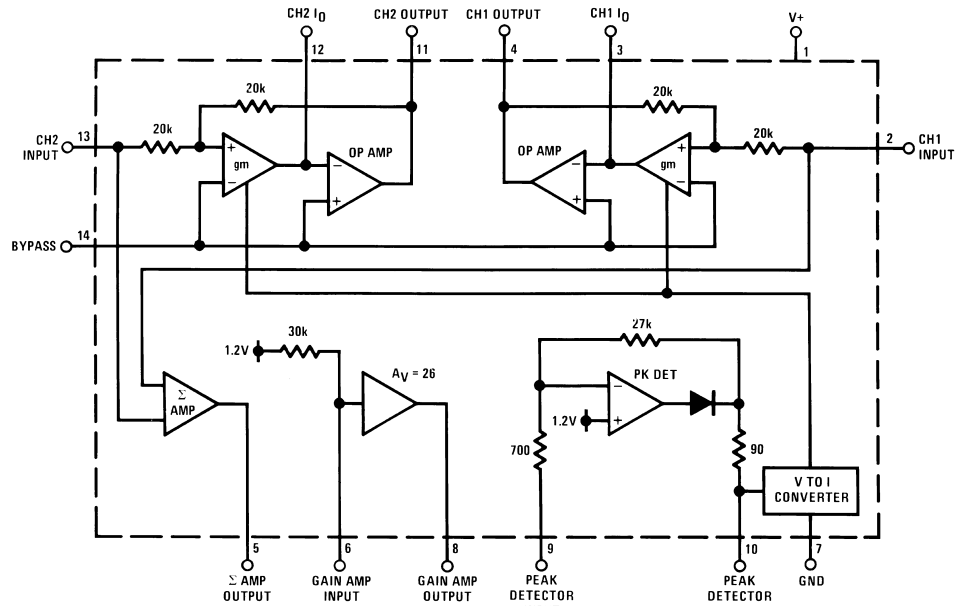 CH2 IO
CH2 OUTPUT
CH1 OUTPUT
CH1 IO
V+
12
11
4
3
1
20k
20k
CH2
INPUT
13
20k
20k
2
CH1
INPUT
+
gm
−
OP AMP
−
+
OP AMP
−
+
+
gm
−
BYPASS
14
1.2V
30k
27k
Σ
AMP
AV = 26
PK DET
−
1.2V
+
700
90
V TO I
CONVERTER
5
6
8
9
10
7
Σ AMP
OUTPUT
GAIN AMP
INPUT
GAIN AMP
OUTPUT
PEAK
DETECTOR
PEAK
DETECTOR
GND